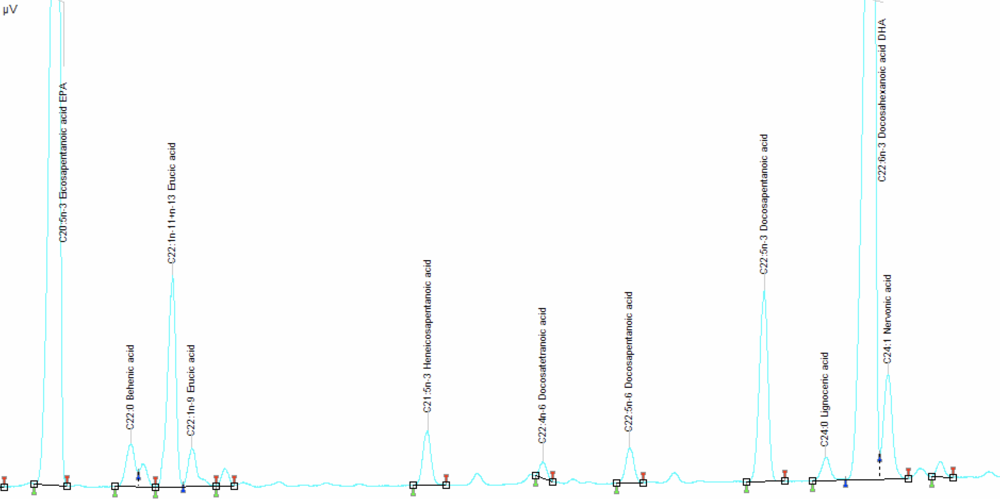 µV
C20:5n-3 Eicosapentanoic acid EPA
C22:0 Behenic acid
C22:1n-11+n-13 Erucic acid
C22:1n-9 Erucic acid
C21:5n-3 Heneicosapentanoic acid
C22:4n-6 Docosatetranoic acid
C22:5n-6 Docosapentanoic acid
C22:5n-3 Docosapentanoic acid
C24:0 Lignoceric acid
C22:6n-3 Docosahexanoic acid DHA
C24:1 Nervonic acid